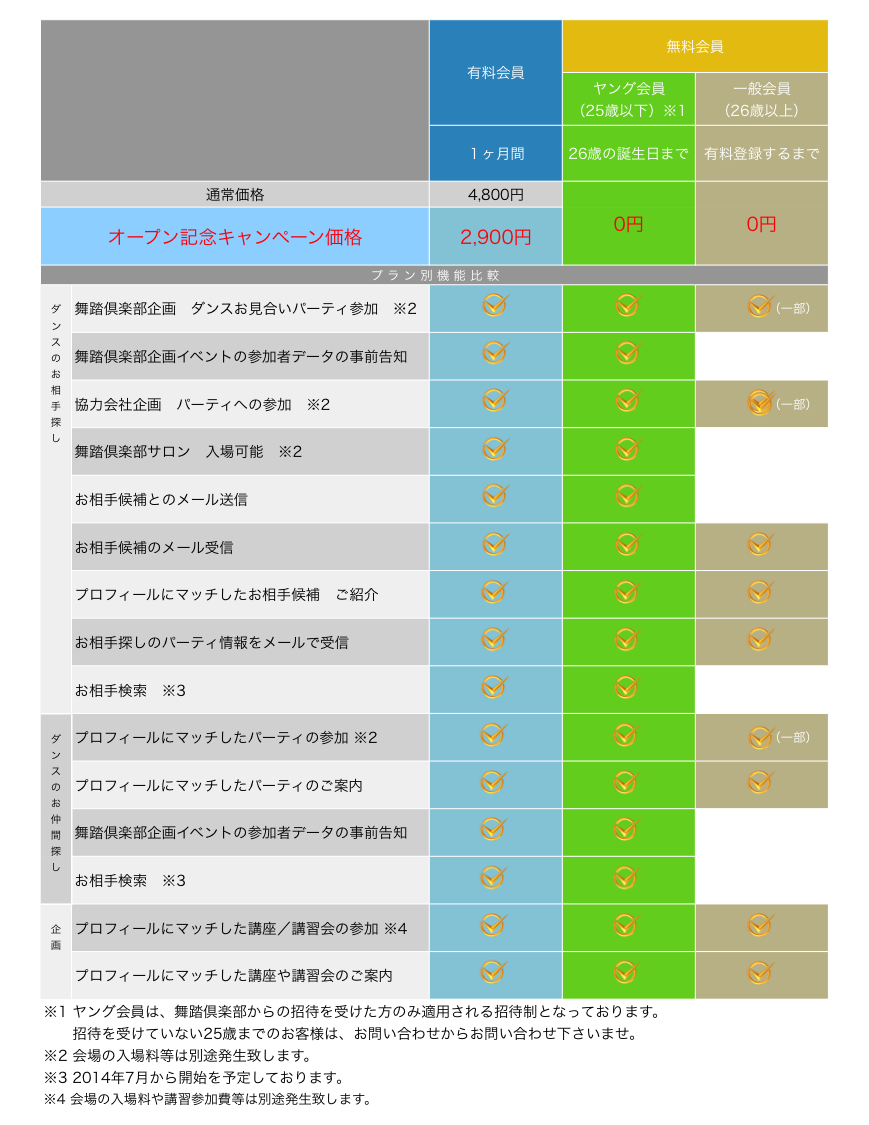 有料会員
無料会員
ヤング会員
（25歳以下）※1
一般会員
（26歳以上）
１ヶ月間
26歳の誕生日まで
有料登録するまで
通常価格
4,800円
オープン記念キャンペーン価格
2,900円
0円
0円
プラン別機能比較
ダンスのお相手探し
舞踏倶楽部企画　ダンスお見合いパーティ参加　※2
（一部）
舞踏倶楽部企画イベントの参加者データの事前告知
協力会社企画　パーティへの参加　※2
（一部）
舞踏倶楽部サロン　入場可能　※2
お相手候補とのメール送信
お相手候補のメール受信
プロフィールにマッチしたお相手候補　ご紹介
お相手探しのパーティ情報をメールで受信
お相手検索　※3
ダンスのお仲間探し
プロフィールにマッチしたパーティの参加 ※2
（一部）
プロフィールにマッチしたパーティのご案内
舞踏倶楽部企画イベントの参加者データの事前告知
お相手検索　※3
企画
プロフィールにマッチした講座／講習会の参加 ※4
プロフィールにマッチした講座や講習会のご案内
※1 ヤング会員は、舞踏倶楽部からの招待を受けた方のみ適用される招待制となっております。
招待を受けていない25歳までのお客様は、お問い合わせからお問い合わせ下さいませ。
※2 会場の入場料等は別途発生致します。
※3 2014年7月から開始を予定しております。
※4 会場の入場料や講習参加費等は別途発生致します。